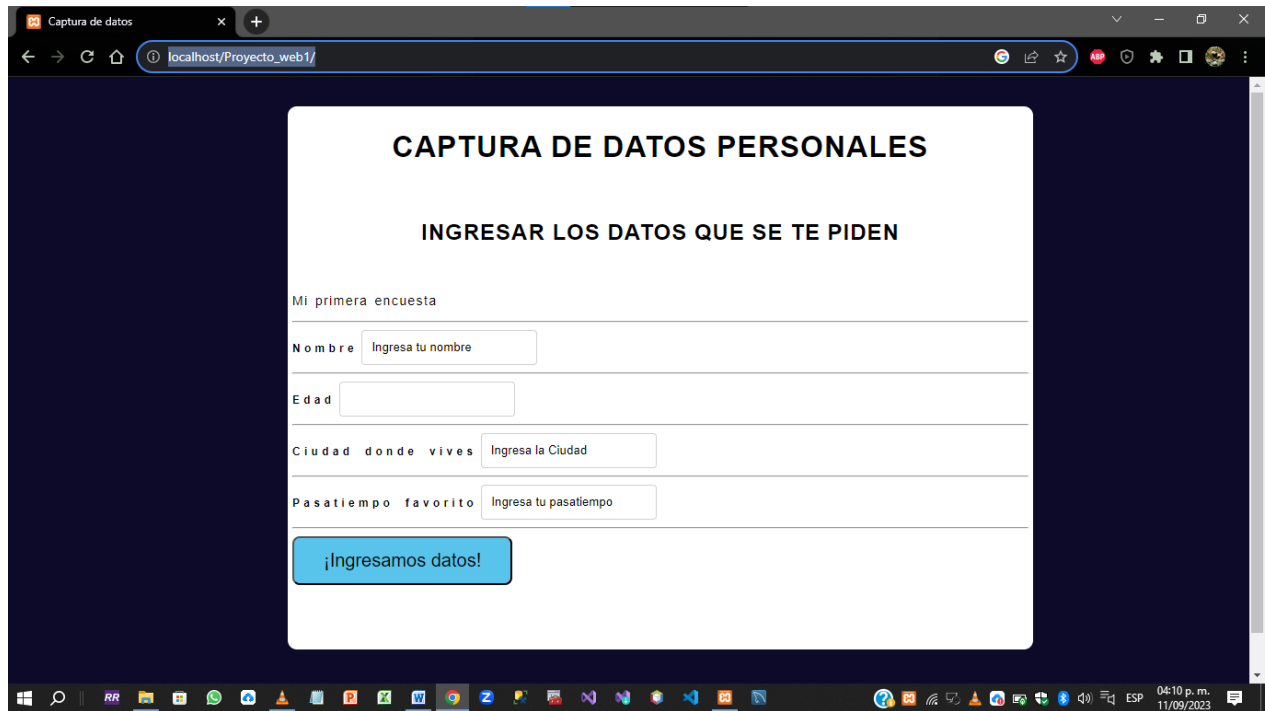 Captura de datos
localhost/Proyecto_web1/
ABP
CAPTURA DE DATOS PERSONALES
INGRESAR LOS DATOS QUE SE TE PIDEN
Mi primera encuesta
Nombre Ingresa tu nombre
Edad
Ciudad donde vives Ingresa la Ciudad
Pasatiempo favorito Ingresa tu pasatiempo
¡Ingresamos datos!
RR
ESP
04:10 p. m.
11/09/2023